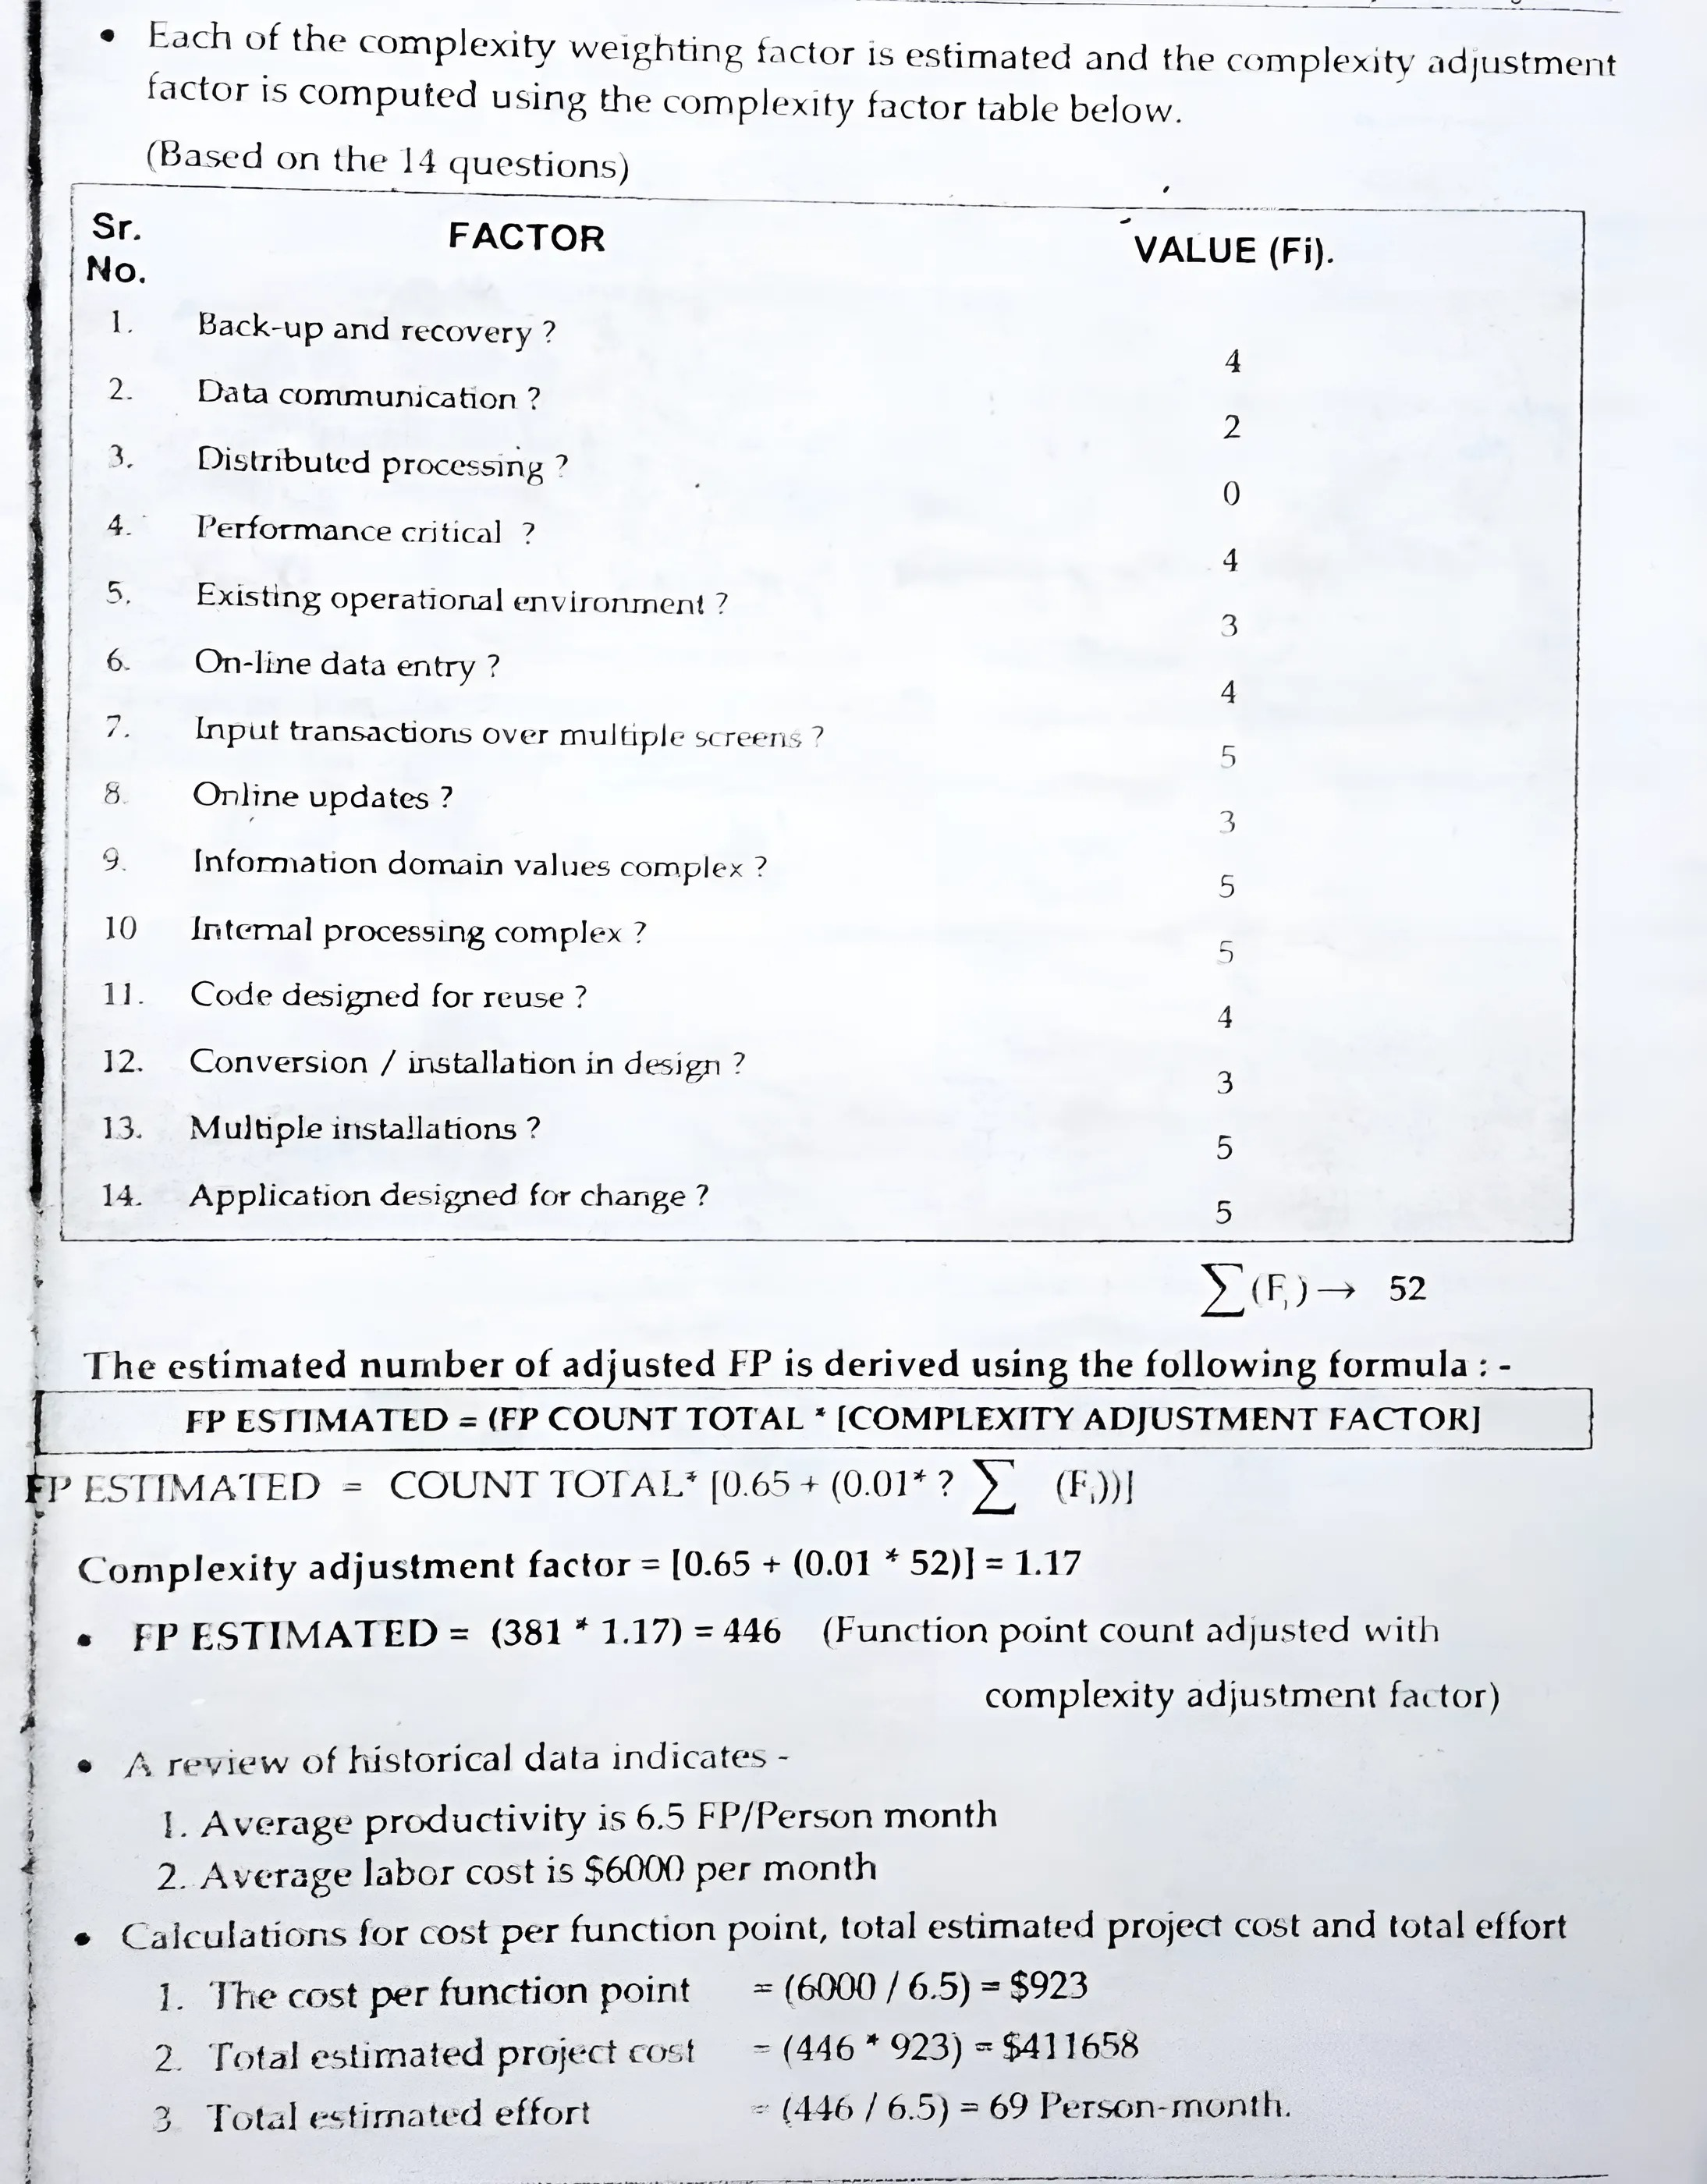 • Each of the complexity weighting factor is estimated and the complexity adjustment
factor is computed using the complexity factor table below.
(Based on the 14 questions)
Sr. No. FACTOR VALUE (Fi).
1. Back-up and recovery ? 4
2. Data communication ? 2
3. Distributed processing ? 0
4. Performance critical ? 4
5. Existing operational environment ? 3
6. On-line data entry ? 4
7. Input transactions over multiple screens ? 5
8. Online updates ? 3
9. Information domain values complex ? 5
10 Internal processing complex ? 5
11. Code designed for reuse ? 4
12. Conversion / installation in design ? 3
13. Multiple installations ? 5
14. Application designed for change ? 5
∑(Fi) → 52
The estimated number of adjusted FP is derived using the following formula : -
FP ESTIMATED = (FP COUNT TOTAL * [COMPLEXITY ADJUSTMENT FACTOR]
FP ESTIMATED = COUNT TOTAL* [0.65 + (0.01* ? ∑ (Fi))]
Complexity adjustment factor = [0.65 + (0.01 * 52)] = 1.17
• FP ESTIMATED = (381 * 1.17) = 446 (Function point count adjusted with
complexity adjustment factor)
• A review of historical data indicates -
1. Average productivity is 6.5 FP/Person month
2. Average labor cost is $6000 per month
• Calculations for cost per function point, total estimated project cost and total effort
1. The cost per function point = (6000 / 6.5) = $923
2. Total estimated project cost = (446 * 923) = $411658
3 Total estimated effort = (446 / 6.5) = 69 Person-month.